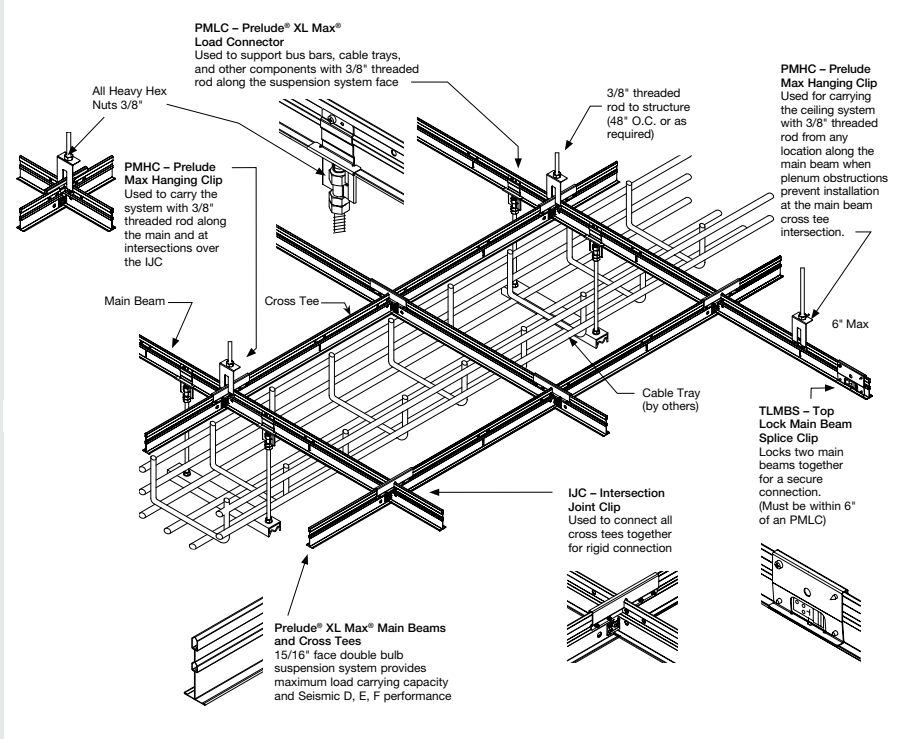 PMLC – Prelude® XL Max®
Load Connector
Used to support bus bars, cable trays,
and other components with 3/8" threaded
rod along the suspension system face
All Heavy Hex
Nuts 3/8"
3/8" threaded
rod to structure
(48" O.C. or as
required)
PMHC – Prelude
Max Hanging Clip
Used for carrying
the ceiling system
with 3/8" threaded
rod from any
location along the
main beam when
plenum obstructions
prevent installation
at the main beam
cross tee
intersection.
PMHC – Prelude
Max Hanging Clip
Used to carry the
system with 3/8"
threaded rod along
the main and at
intersections over
the IJC
Main Beam
Cross Tee
6" Max
Cable Tray
(by others)
TLMBS – Top
Lock Main Beam
Splice Clip
Locks two main
beams together
for a secure
connection.
(Must be within 6"
of an PMLC)
IJC – Intersection
Joint Clip
Used to connect all
cross tees together
for rigid connection
Prelude® XL Max® Main Beams
and Cross Tees
15/16" face double bulb
suspension system provides
maximum load carrying capacity
and Seismic D, E, F performance